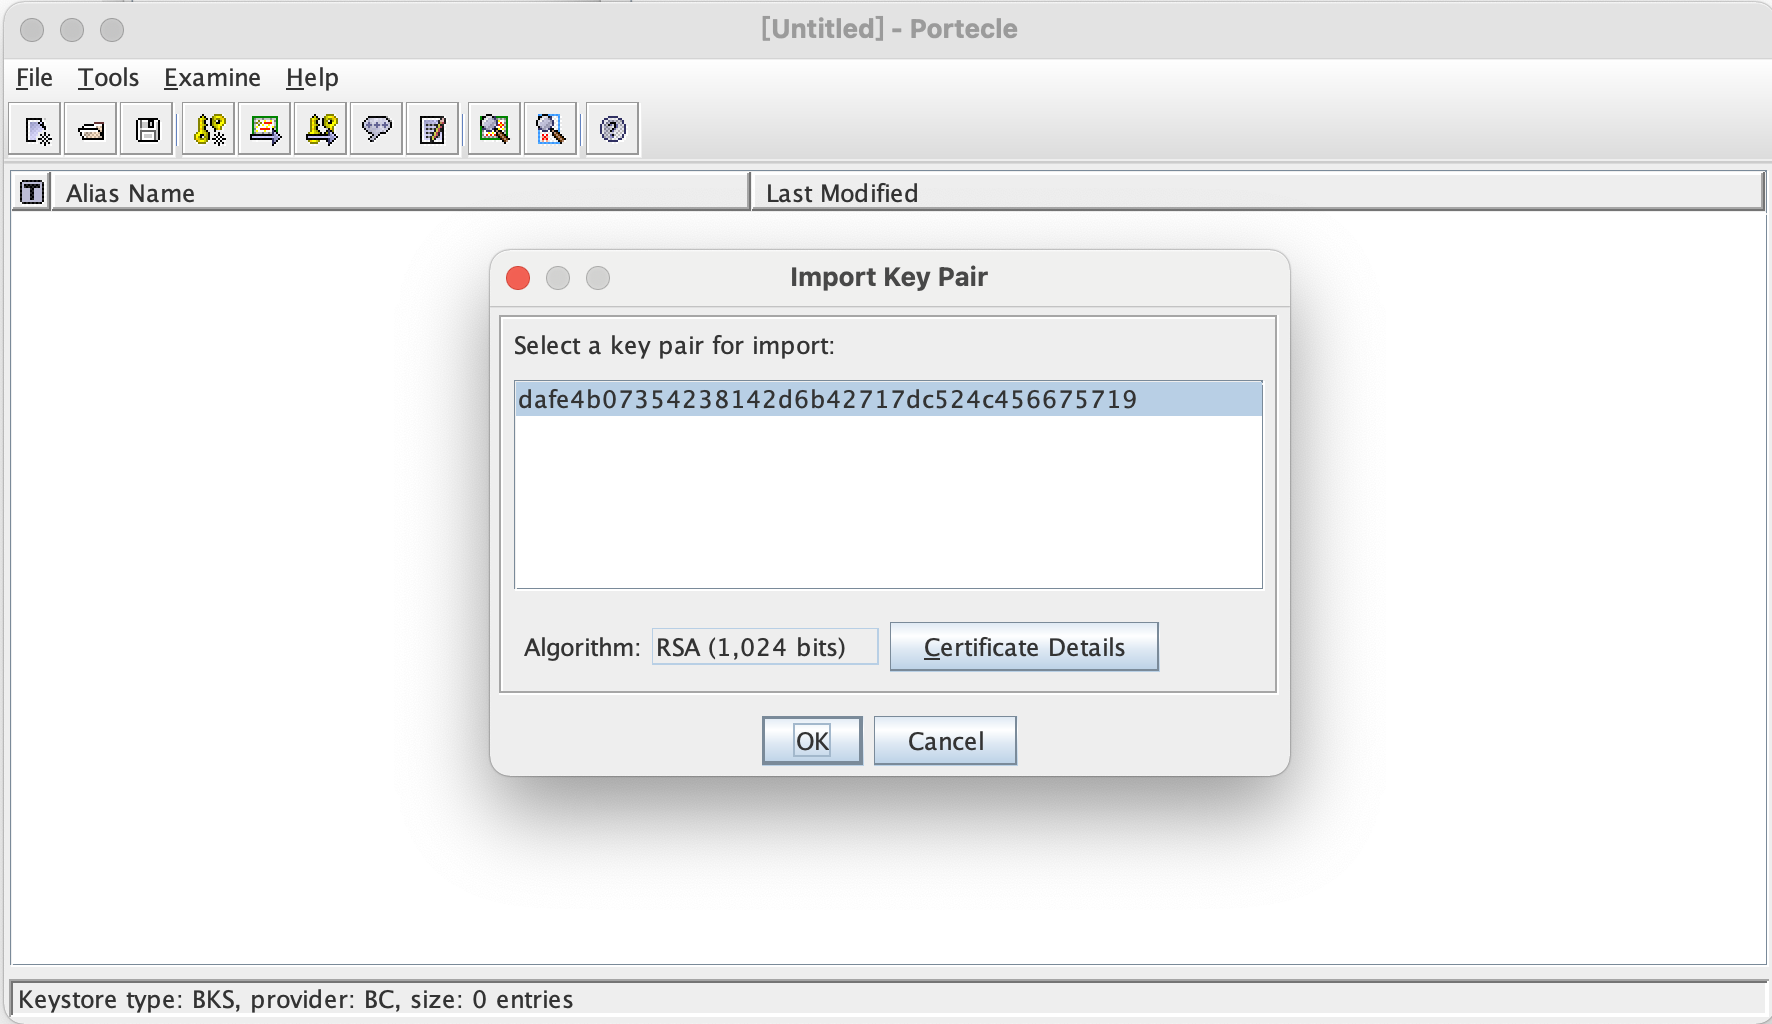 [Untitled] - Portecle
File Tools Examine Help
T Alias Name Last Modified
Import Key Pair
Select a key pair for import:
dafe4b07354238142d6b42717dc524c456675719
Algorithm: RSA (1,024 bits) Certificate Details
OK Cancel
Keystore type: BKS, provider: BC, size: 0 entries